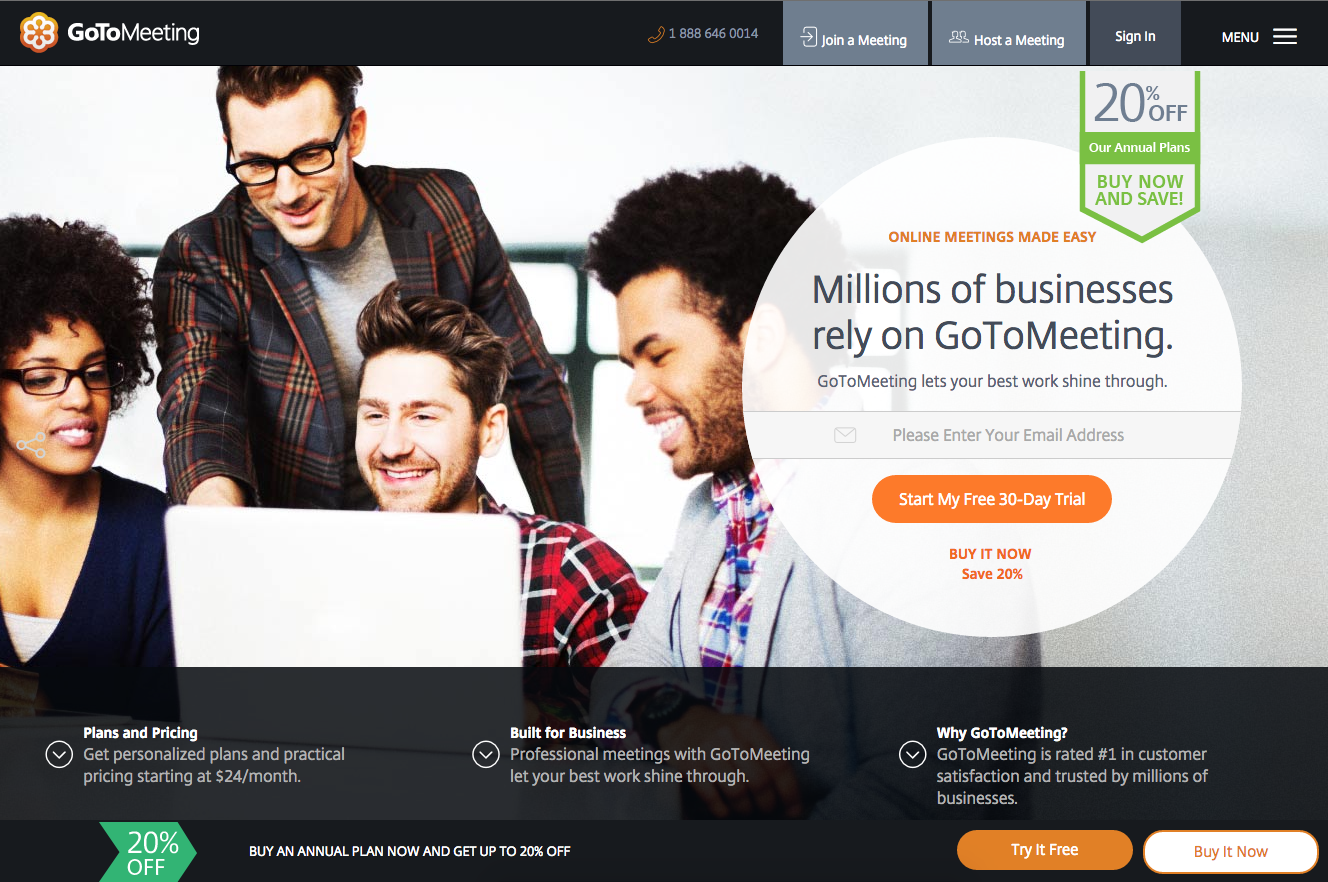 GoToMeeting
1 888 646 0014
Join a Meeting
Host a Meeting
Sign In
MENU
20% OFF
Our Annual Plans
BUY NOW
AND SAVE!
ONLINE MEETINGS MADE EASY
Millions of businesses
rely on GoToMeeting.
GoToMeeting lets your best work shine through.
Please Enter Your Email Address
Start My Free 30-Day Trial
BUY IT NOW
Save 20%
Plans and Pricing
Get personalized plans and practical
pricing starting at $24/month.
Built for Business
Professional meetings with GoToMeeting
let your best work shine through.
Why GoToMeeting?
GoToMeeting is rated #1 in customer
satisfaction and trusted by millions of
businesses.
20%
OFF
BUY AN ANNUAL PLAN NOW AND GET UP TO 20% OFF
Try It Free
Buy It Now